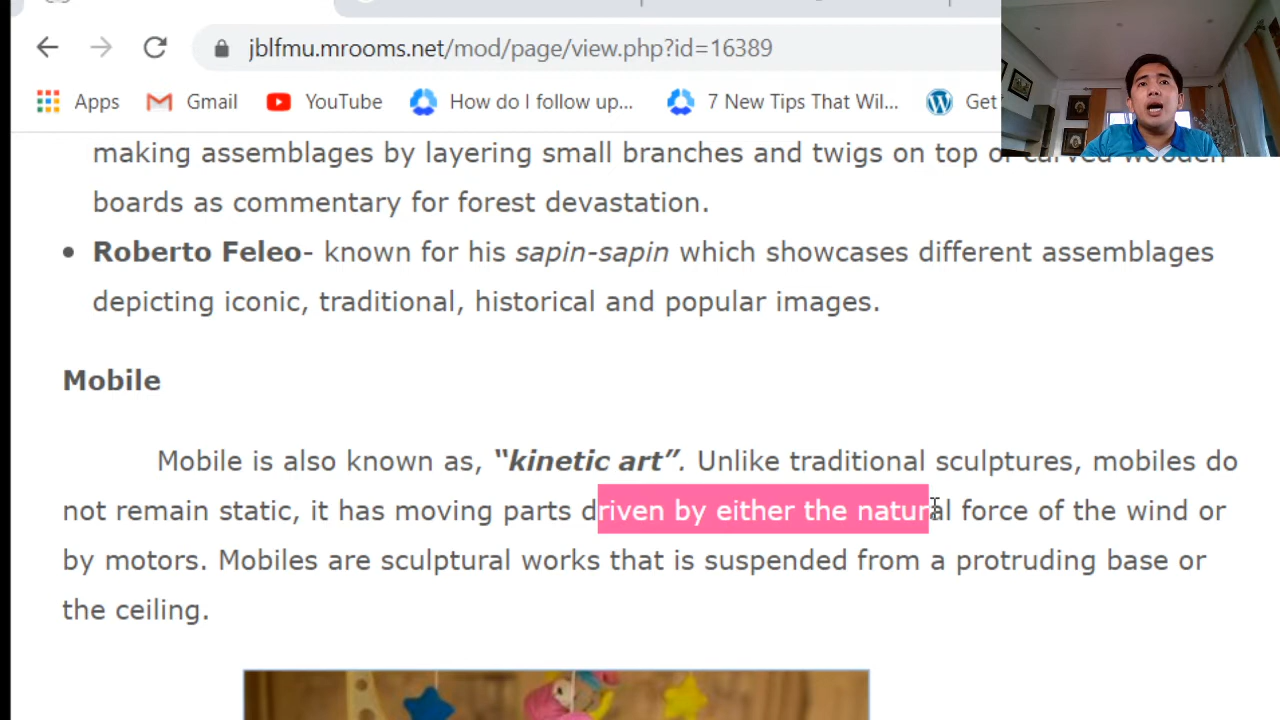 jblfmu.mrooms.net/mod/page/view.php?id=16389
Apps Gmail YouTube How do I follow up... 7 New Tips That Wil... Get
making assemblages by layering small branches and twigs on top of carved wooden
boards as commentary for forest devastation.
• Roberto Feleo- known for his sapin-sapin which showcases different assemblages
depicting iconic, traditional, historical and popular images.
Mobile
Mobile is also known as, “kinetic art”. Unlike traditional sculptures, mobiles do
not remain static, it has moving parts driven by either the natural force of the wind or
by motors. Mobiles are sculptural works that is suspended from a protruding base or
the ceiling.